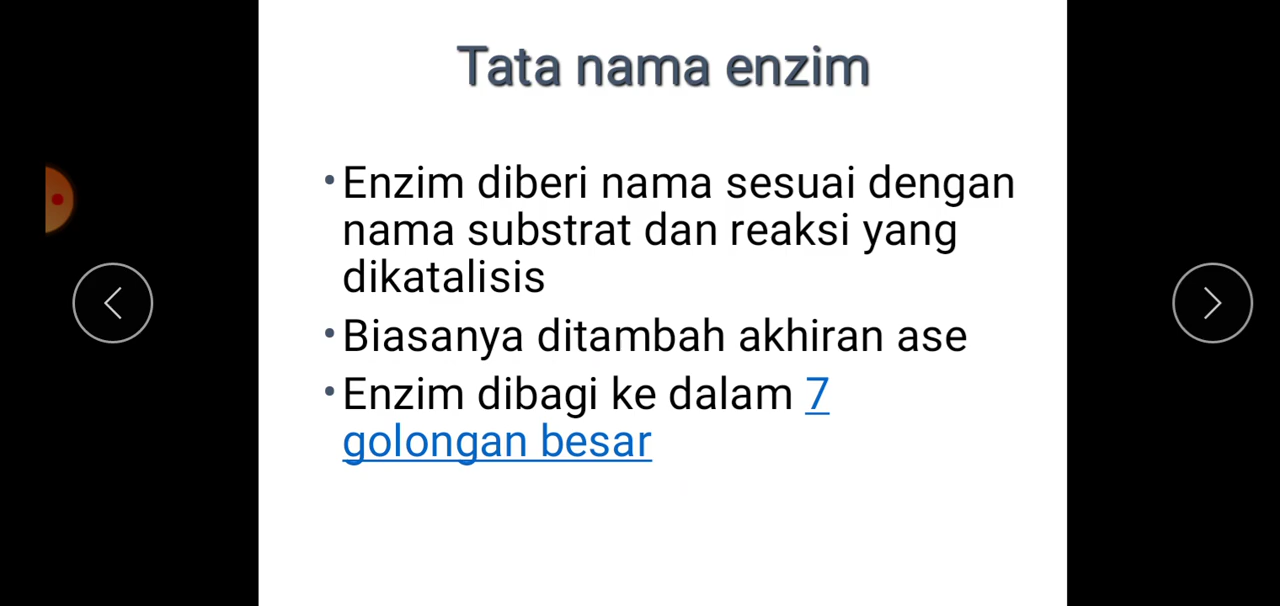 Tata nama enzim
•Enzim diberi nama sesuai dengan
nama substrat dan reaksi yang
dikatalisis
•Biasanya ditambah akhiran ase
•Enzim dibagi ke dalam 7
golongan besar